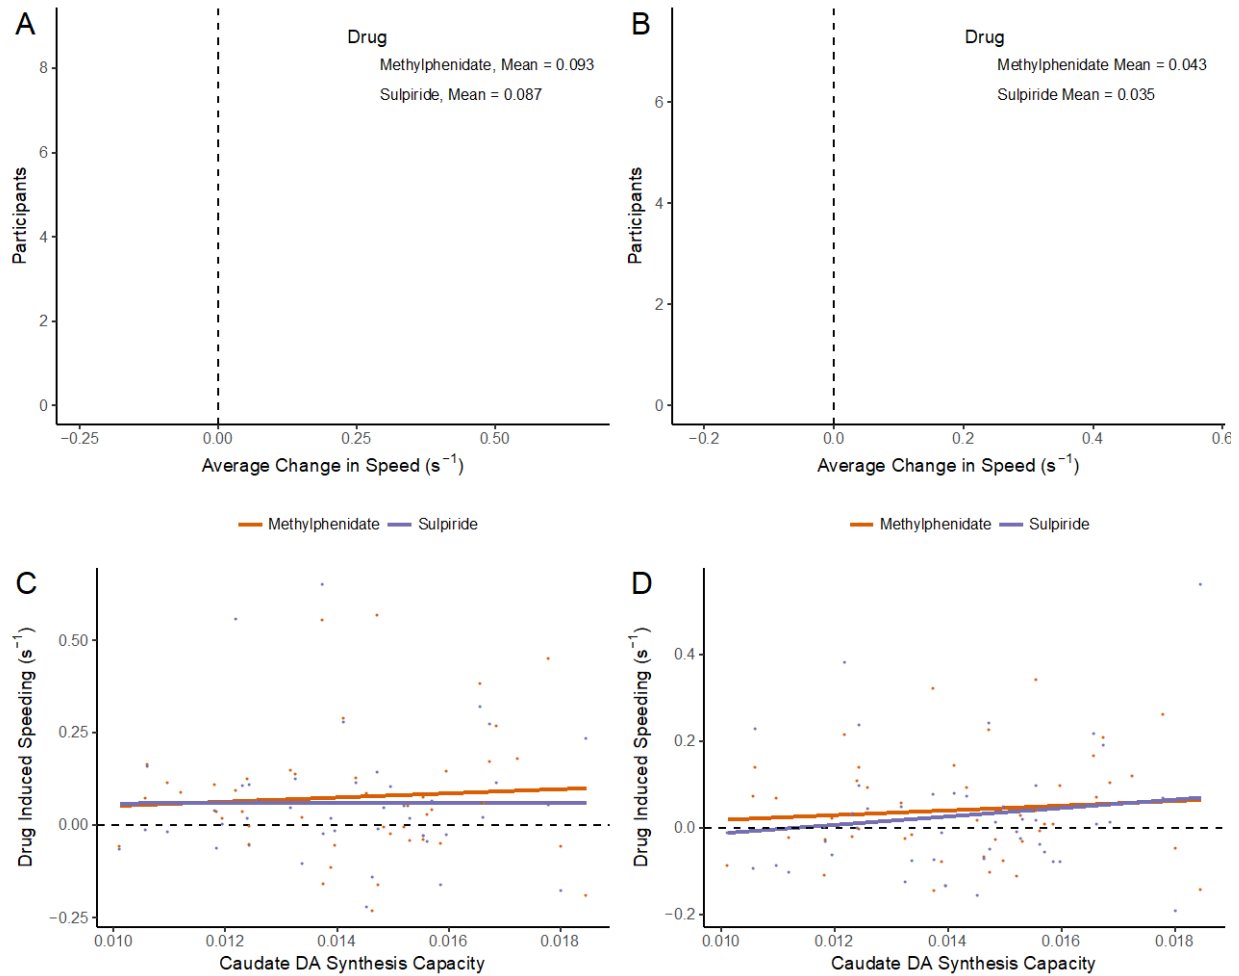 A
Drug
Methylphenidate, Mean = 0.093
Sulpiride, Mean = 0.087
8
6
4
2
0
Participants
−0.25 0.00 0.25 0.50
Average Change in Speed (s⁻¹)
B
Drug
Methylphenidate Mean = 0.043
Sulpiride Mean = 0.035
6
4
2
0
Participants
−0.2 0.0 0.2 0.4 0.6
Average Change in Speed (s⁻¹)
Methylphenidate Sulpiride
C
0.50
0.25
0.00
−0.25
Drug Induced Speeding (s⁻¹)
0.010 0.012 0.014 0.016 0.018
Caudate DA Synthesis Capacity
Methylphenidate Sulpiride
D
0.4
0.2
0.0
−0.2
Drug Induced Speeding (s⁻¹)
0.010 0.012 0.014 0.016 0.018
Caudate DA Synthesis Capacity